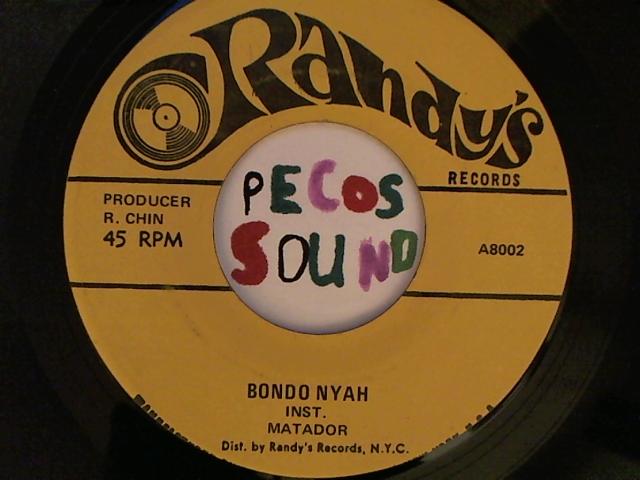 Randy's
RECORDS
PRODUCER
R. CHIN
45 RPM
PECOS
SOUND
A8002
BONDO NYAH
INST.
MATADOR
Dist. by Randy's Records, N.Y.C.